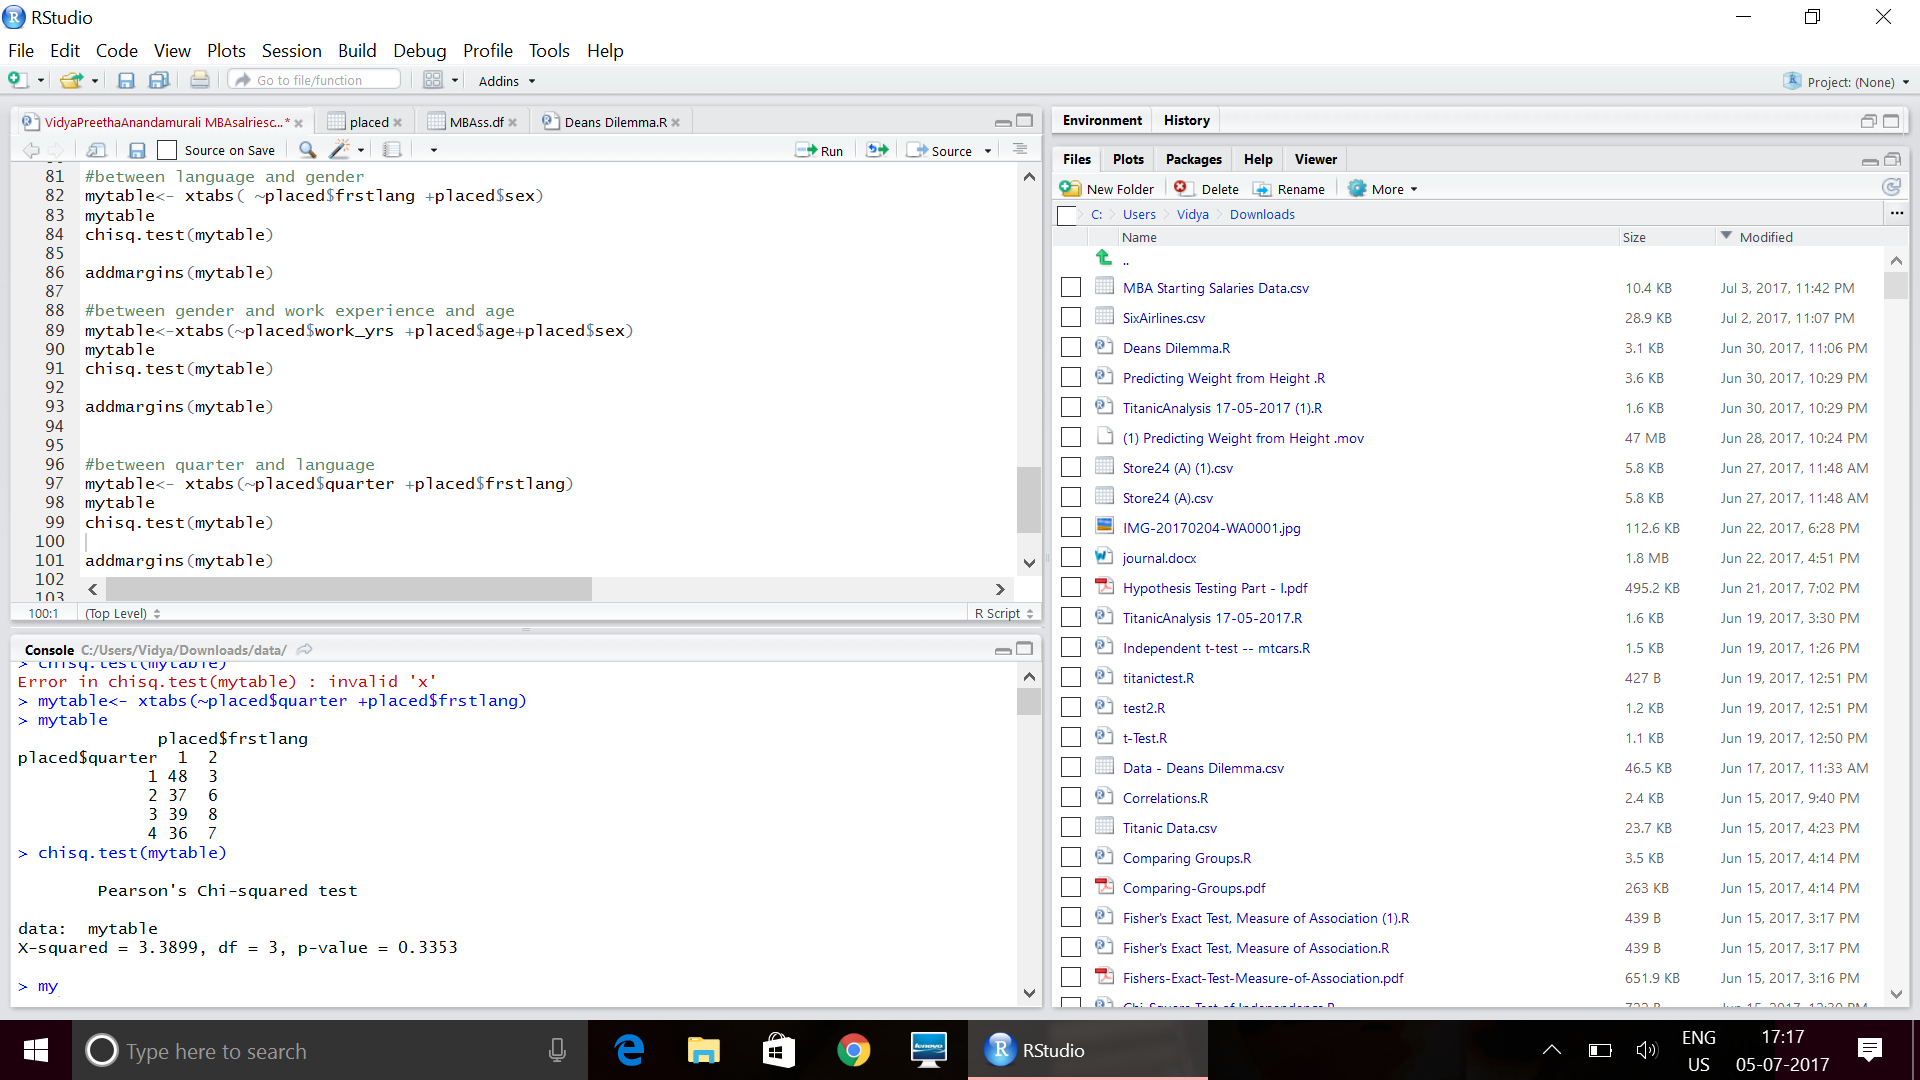 RStudio
File Edit Code View Plots Session Build Debug Profile Tools Help
Go to file/function Addins Project: (None)
VidyaPreethaAnandamurali MBAsalriesc...* placed MBAss.df Deans Dilemma.R
Source on Save Run Source
81 #between language and gender
82 mytable<- xtabs( ~placed$frstlang +placed$sex)
83 mytable
84 chisq.test(mytable)
85
86 addmargins(mytable)
87
88 #between gender and work experience and age
89 mytable<-xtabs(~placed$work_yrs +placed$age+placed$sex)
90 mytable
91 chisq.test(mytable)
92
93 addmargins(mytable)
94
95
96 #between quarter and language
97 mytable<- xtabs(~placed$quarter +placed$frstlang)
98 mytable
99 chisq.test(mytable)
100
101 addmargins(mytable)
102
103
100:1 (Top Level) R Script
Console C:/Users/Vidya/Downloads/data/
> chisq.test(mytable)
Error in chisq.test(mytable) : invalid 'x'
> mytable<- xtabs(~placed$quarter +placed$frstlang)
> mytable
placed$frstlang
placed$quarter 1 2
1 48 3
2 37 6
3 39 8
4 36 7
> chisq.test(mytable)
Pearson's Chi-squared test
data: mytable
X-squared = 3.3899, df = 3, p-value = 0.3353
> my
Environment History
Files Plots Packages Help Viewer
New Folder Delete Rename More
C: Users Vidya Downloads ...
Name Size Modified
..
MBA Starting Salaries Data.csv 10.4 KB Jul 3, 2017, 11:42 PM
SixAirlines.csv 28.9 KB Jul 2, 2017, 11:07 PM
Deans Dilemma.R 3.1 KB Jun 30, 2017, 11:06 PM
Predicting Weight from Height .R 3.6 KB Jun 30, 2017, 10:29 PM
TitanicAnalysis 17-05-2017 (1).R 1.6 KB Jun 30, 2017, 10:29 PM
(1) Predicting Weight from Height .mov 47 MB Jun 28, 2017, 10:24 PM
Store24 (A) (1).csv 5.8 KB Jun 27, 2017, 11:48 AM
Store24 (A).csv 5.8 KB Jun 27, 2017, 11:48 AM
IMG-20170204-WA0001.jpg 112.6 KB Jun 22, 2017, 6:28 PM
journal.docx 1.8 MB Jun 22, 2017, 4:51 PM
Hypothesis Testing Part - I.pdf 495.2 KB Jun 21, 2017, 7:02 PM
TitanicAnalysis 17-05-2017.R 1.6 KB Jun 19, 2017, 3:30 PM
Independent t-test -- mtcars.R 1.5 KB Jun 19, 2017, 1:26 PM
titanictest.R 427 B Jun 19, 2017, 12:51 PM
test2.R 1.2 KB Jun 19, 2017, 12:51 PM
t-Test.R 1.1 KB Jun 19, 2017, 12:50 PM
Data - Deans Dilemma.csv 46.5 KB Jun 17, 2017, 11:33 AM
Correlations.R 2.4 KB Jun 15, 2017, 9:40 PM
Titanic Data.csv 23.7 KB Jun 15, 2017, 4:23 PM
Comparing Groups.R 3.5 KB Jun 15, 2017, 4:14 PM
Comparing-Groups.pdf 263 KB Jun 15, 2017, 4:14 PM
Fisher's Exact Test, Measure of Association (1).R 439 B Jun 15, 2017, 3:17 PM
Fisher's Exact Test, Measure of Association.R 439 B Jun 15, 2017, 3:17 PM
Fishers-Exact-Test-Measure-of-Association.pdf 651.9 KB Jun 15, 2017, 3:16 PM
Chi-Square Test of Independence.R
Type here to search lenovo RStudio ENG US 17:17 05-07-2017